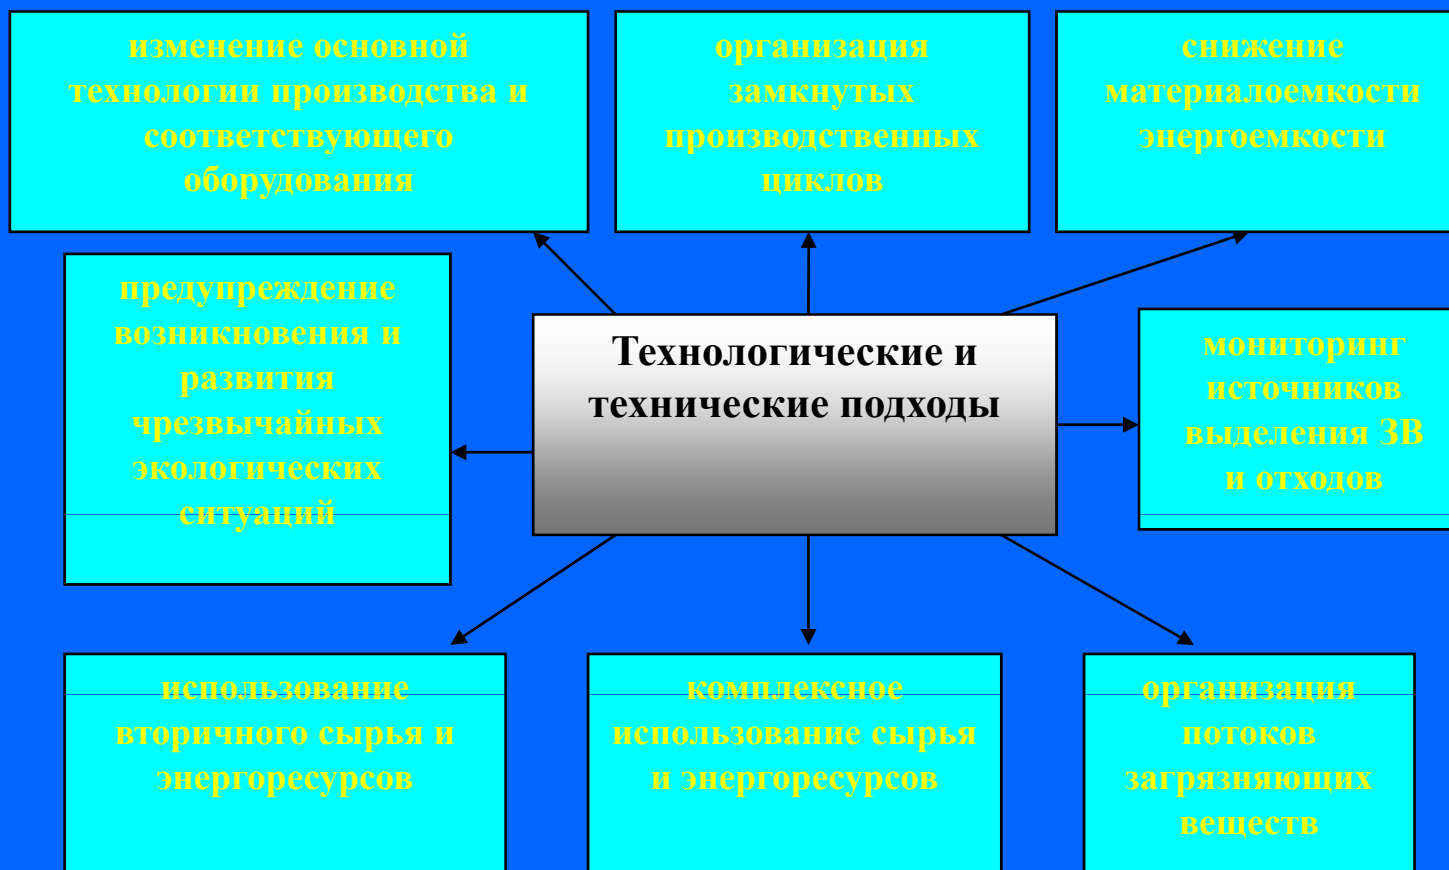 изменение основной
технологии производства и
соответствующего
оборудования
организация
замкнутых
производственных
циклов
снижение
материалоемкости
энергоемкости
предупреждение
возникновения и
развития
чрезвычайных
экологических
ситуаций
Технологические и
технические подходы
мониторинг
источников
выделения ЗВ
и отходов
использование
вторичного сырья и
энергоресурсов
комплексное
использование сырья
и энергоресурсов
организация
потоков
загрязняющих
веществ